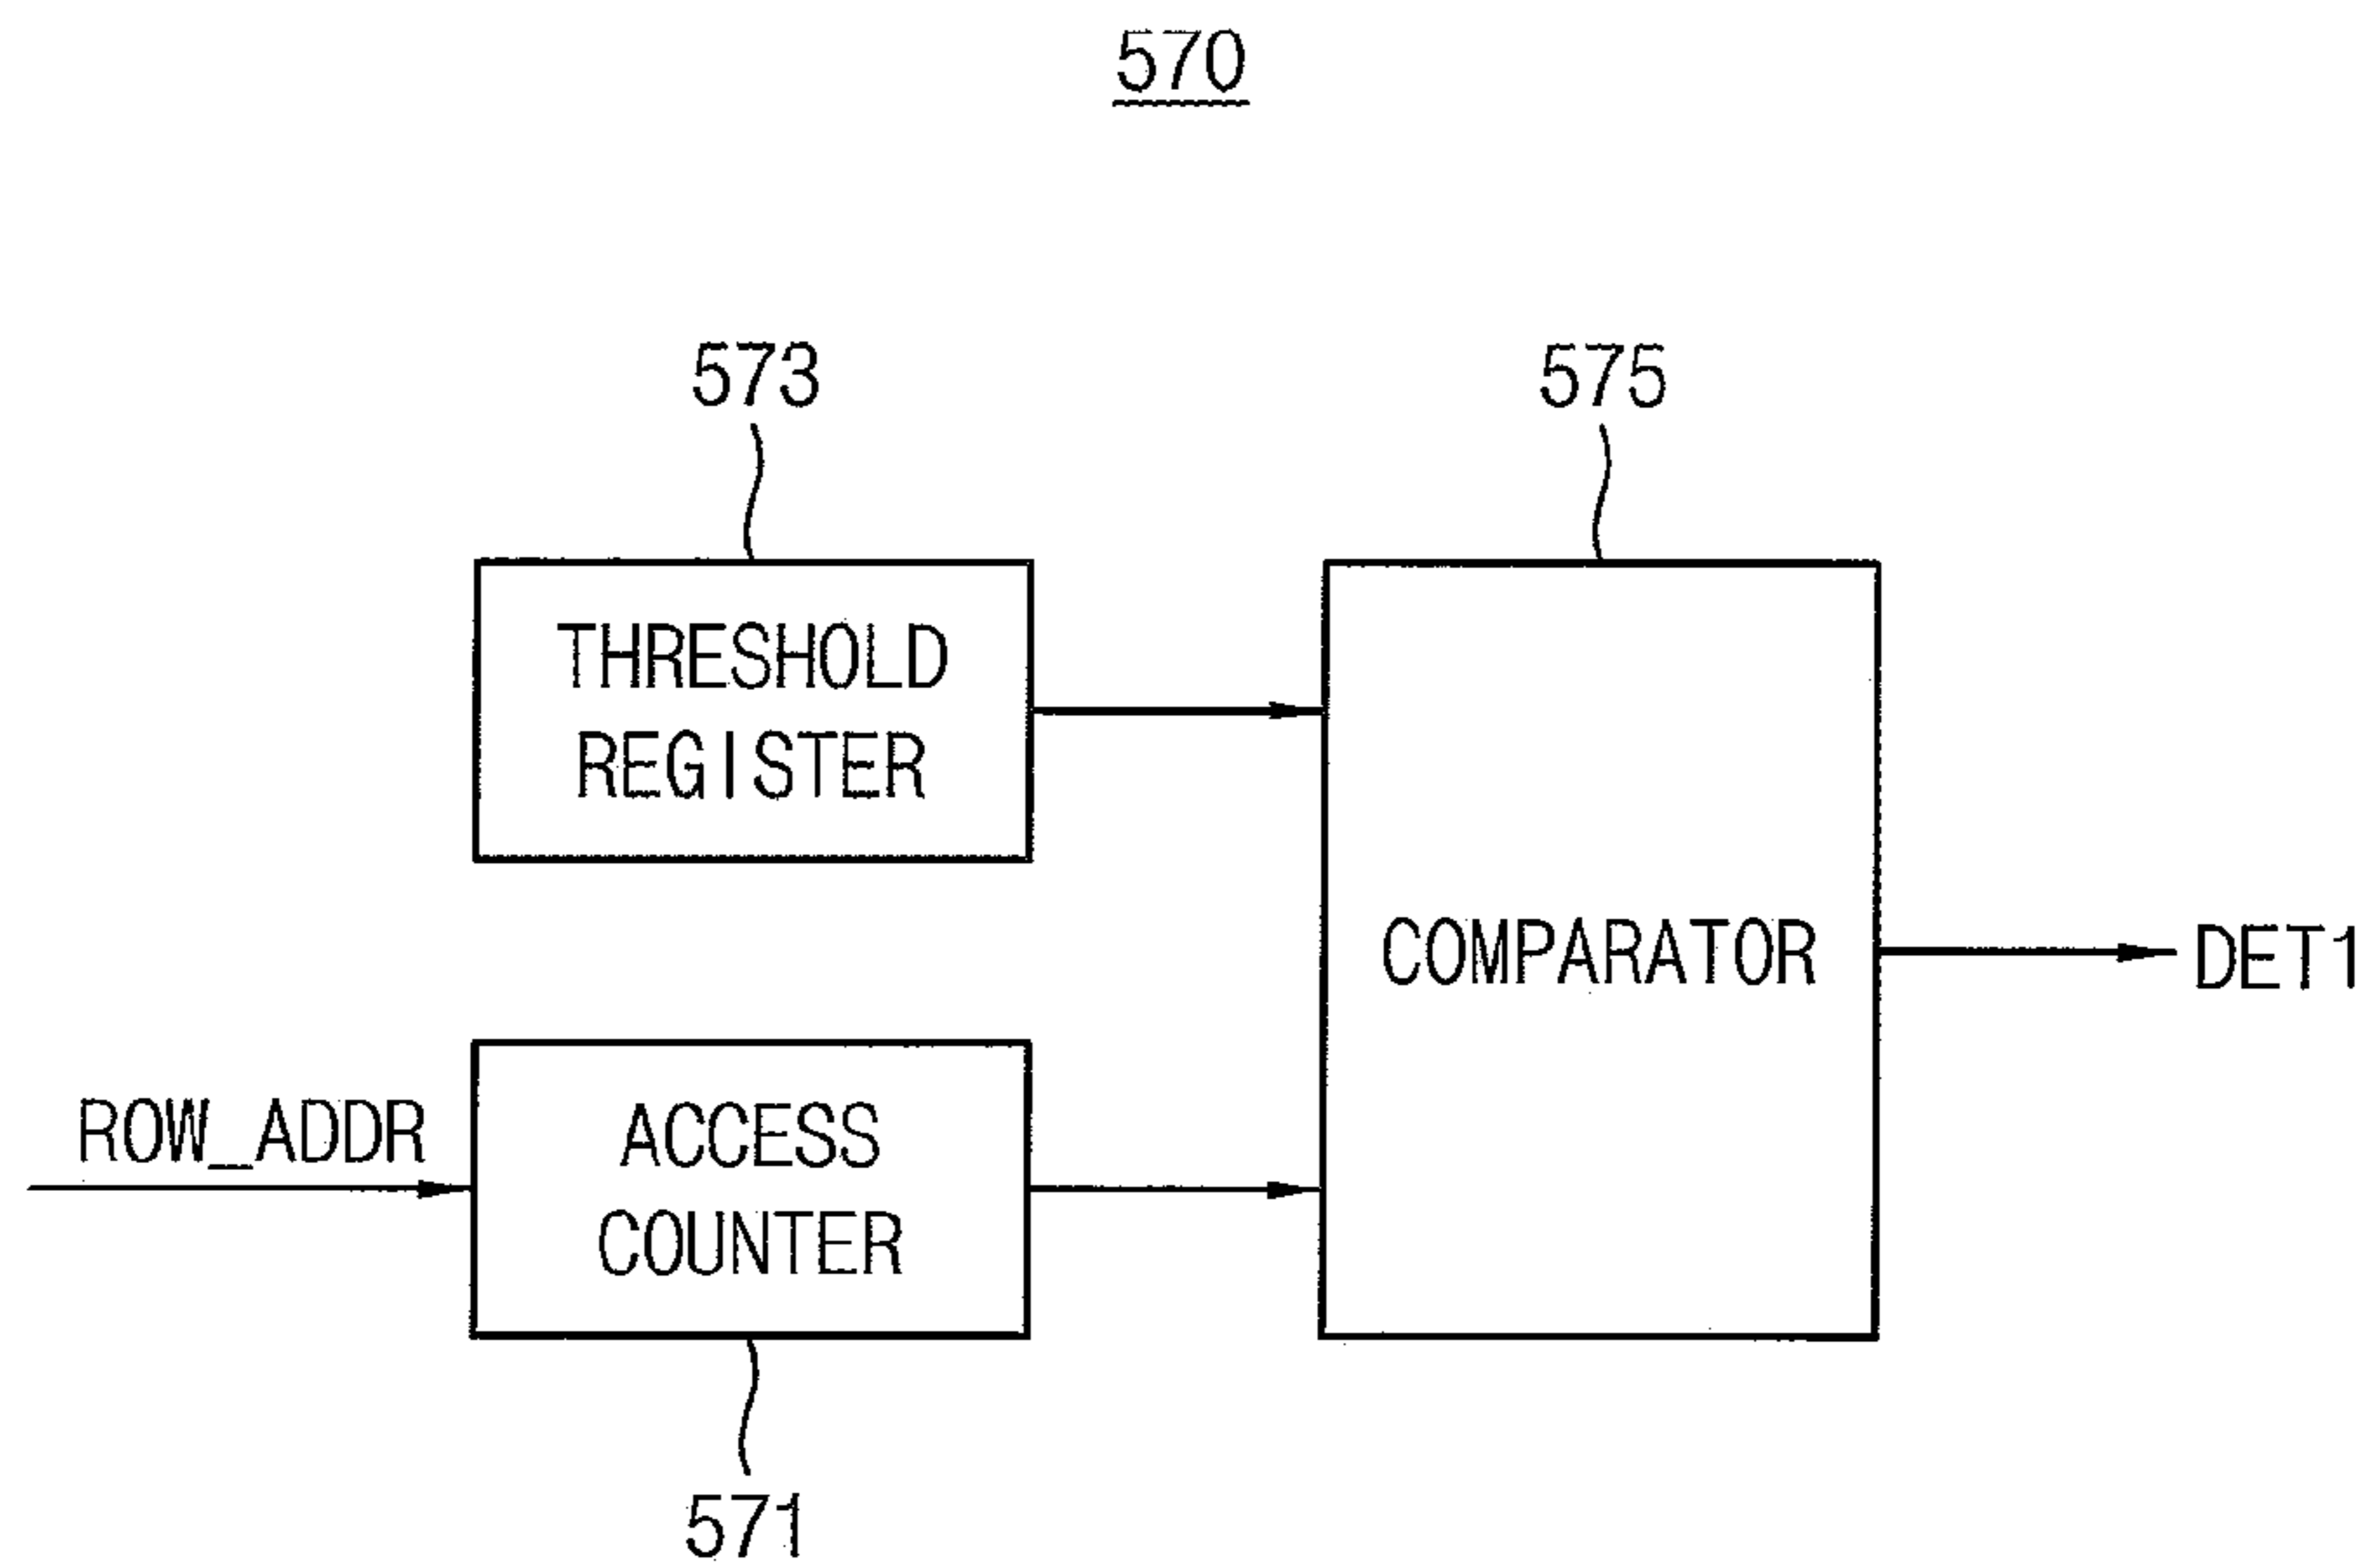 570
573
575
THRESHOLD
REGISTER
COMPARATOR
DET1
ROW_ADDR
ACCESS
COUNTER
571